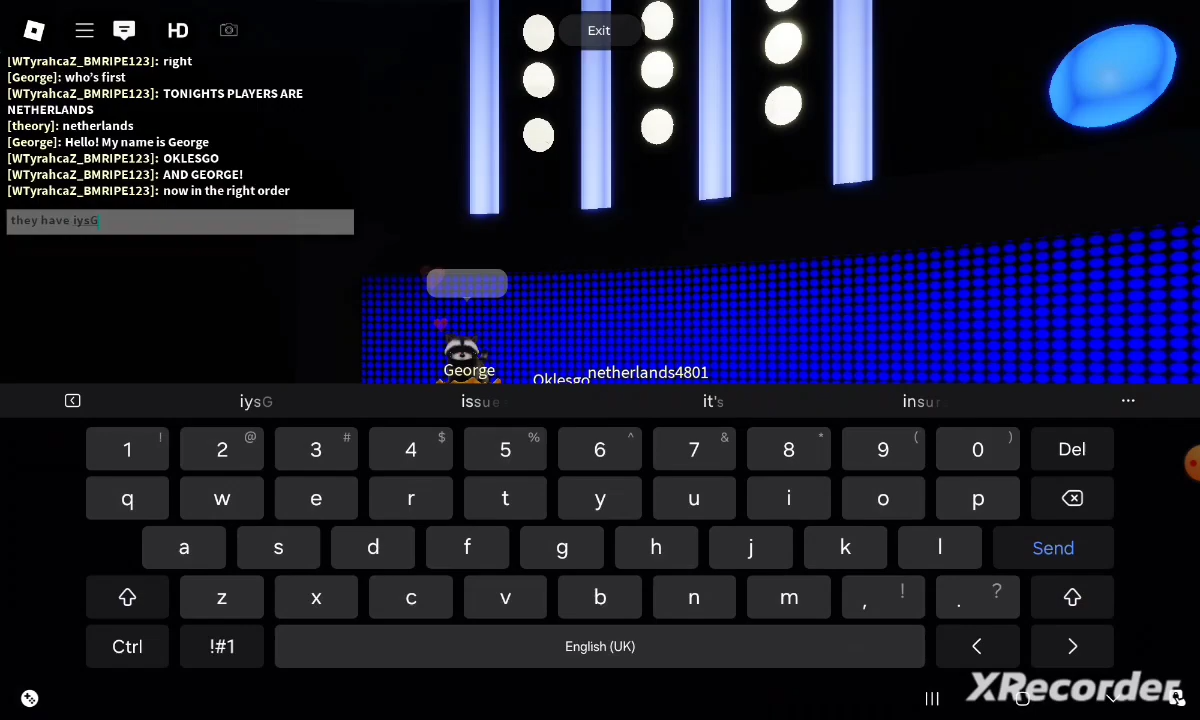 HD
Exit
[WTyrahcaZ_BMRIPE123]: right
[George]: who's first
[WTyrahcaZ_BMRIPE123]: TONIGHTS PLAYERS ARE
NETHERLANDS
[theory]: netherlands
[George]: Hello! My name is George
[WTyrahcaZ_BMRIPE123]: OKLESGO
[WTyrahcaZ_BMRIPE123]: AND GEORGE!
[WTyrahcaZ_BMRIPE123]: now in the right order
they have iysG
George
Oklesgo
netherlands4801
iysG issue it's insur
1 ! 2 @ 3 # 4 $ 5 % 6 ^ 7 & 8 * 9 ( 0 ) Del
q w e r t y u i o p
a s d f g h j k l Send
z x c v b n m , ! . ?
Ctrl !#1 English (UK) < >
XRecorder